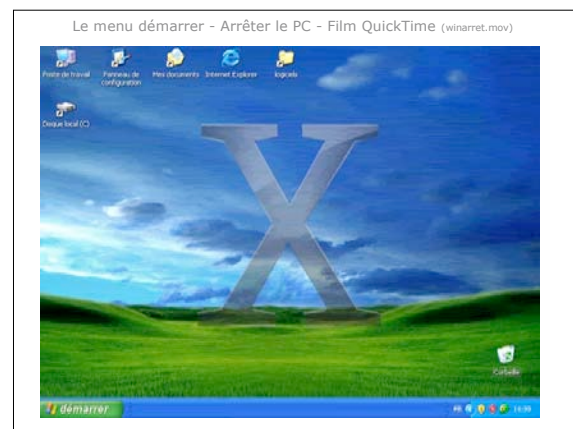 Le menu démarrer - Arrêter le PC - Film QuickTime (winarret.mov)
Poste de travail
Panneau de configuration
Mes documents
Internet Explorer
logiciels
Disque local (C)
X
Corbeille
démarrer
FR